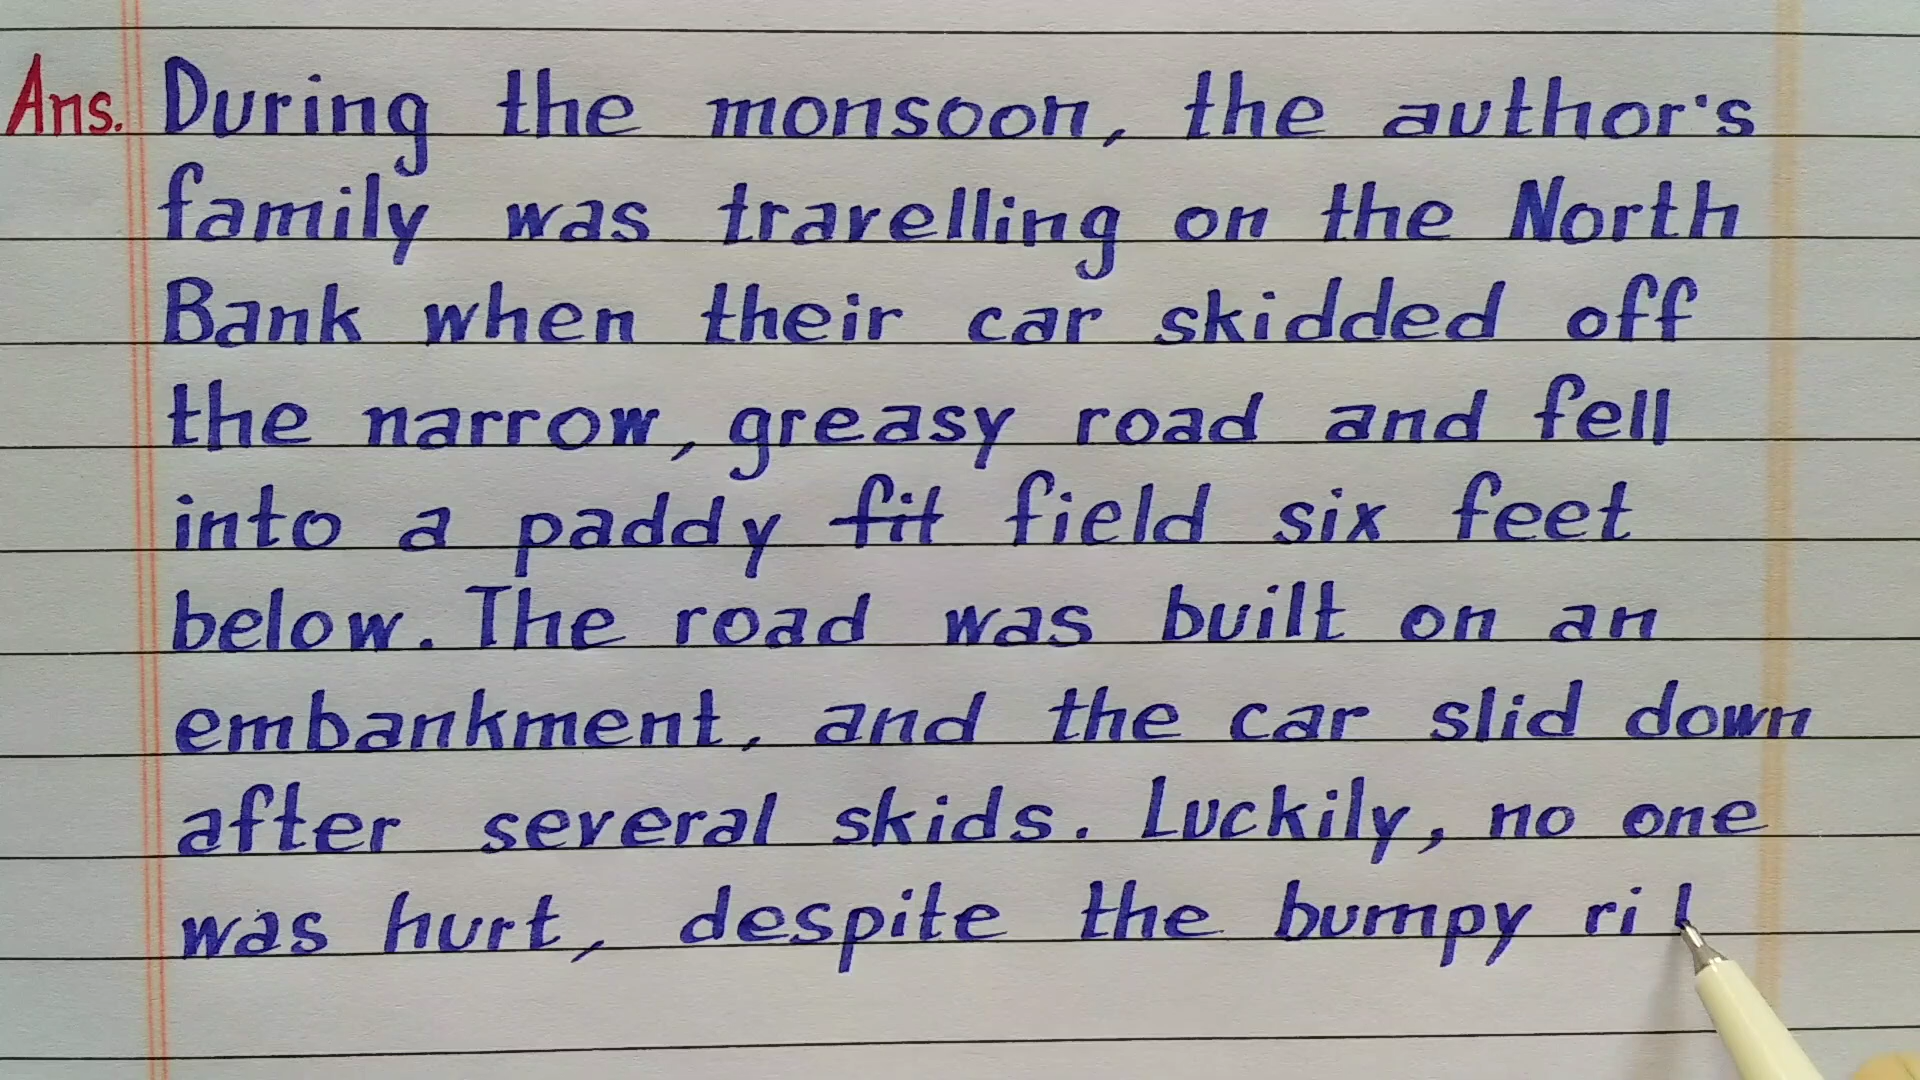 Ans. During the monsoon, the author's
family was travelling on the North
Bank when their car skidded off
the narrow, greasy road and fell
into a paddy fit field six feet
below. The road was built on an
embankment, and the car slid down
after several skids. Luckily, no one
was hurt, despite the bumpy